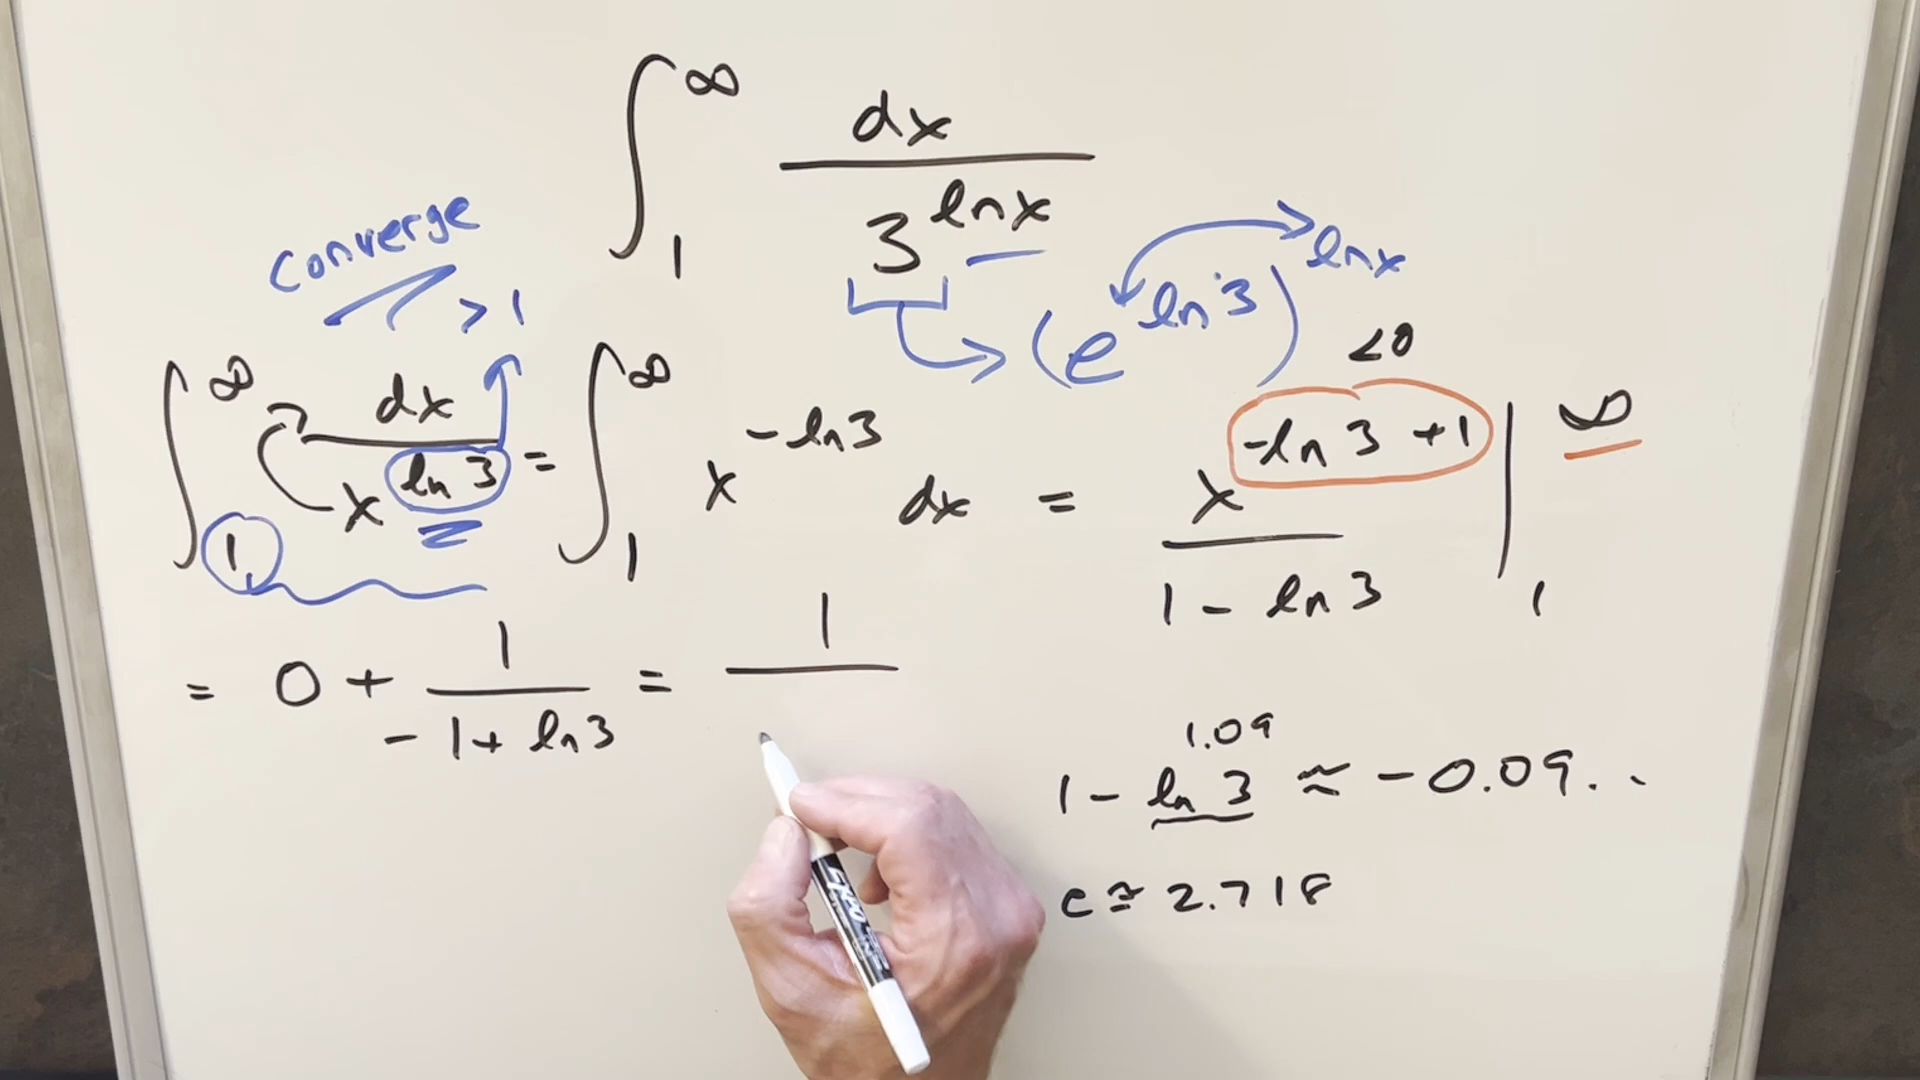 ∫₁^∞ dx / 3^(ln x)
(e^(ln 3))^(ln x)
Converge
> 1
<0
∫₁^∞ dx / x^(ln 3) = ∫₁^∞ x^(-ln 3) dx = x^(-ln 3 + 1) / (1 - ln 3) |₁^∞
= 0 + 1 / (-1 + ln 3) = 1 /
1.09
1 - ln 3 ≈ -0.09..
e ≅ 2.718
EXPO